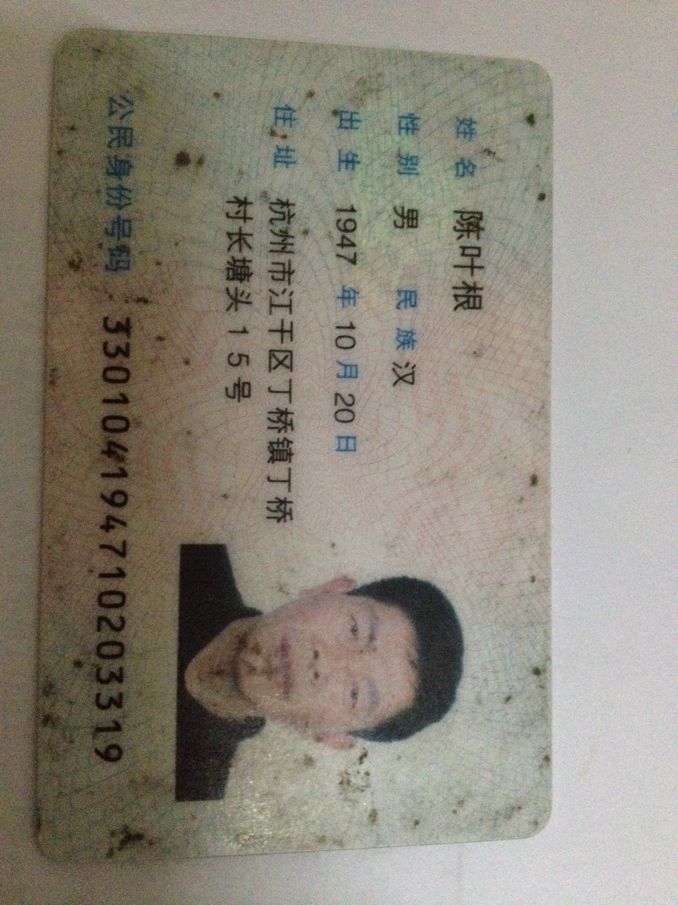 姓名 陈叶根
性别 男 民族 汉
出生 1947 年 10 月 20 日
住址 杭州市江干区丁桥镇丁桥
村长塘头15号
公民身份号码 330104194710203319